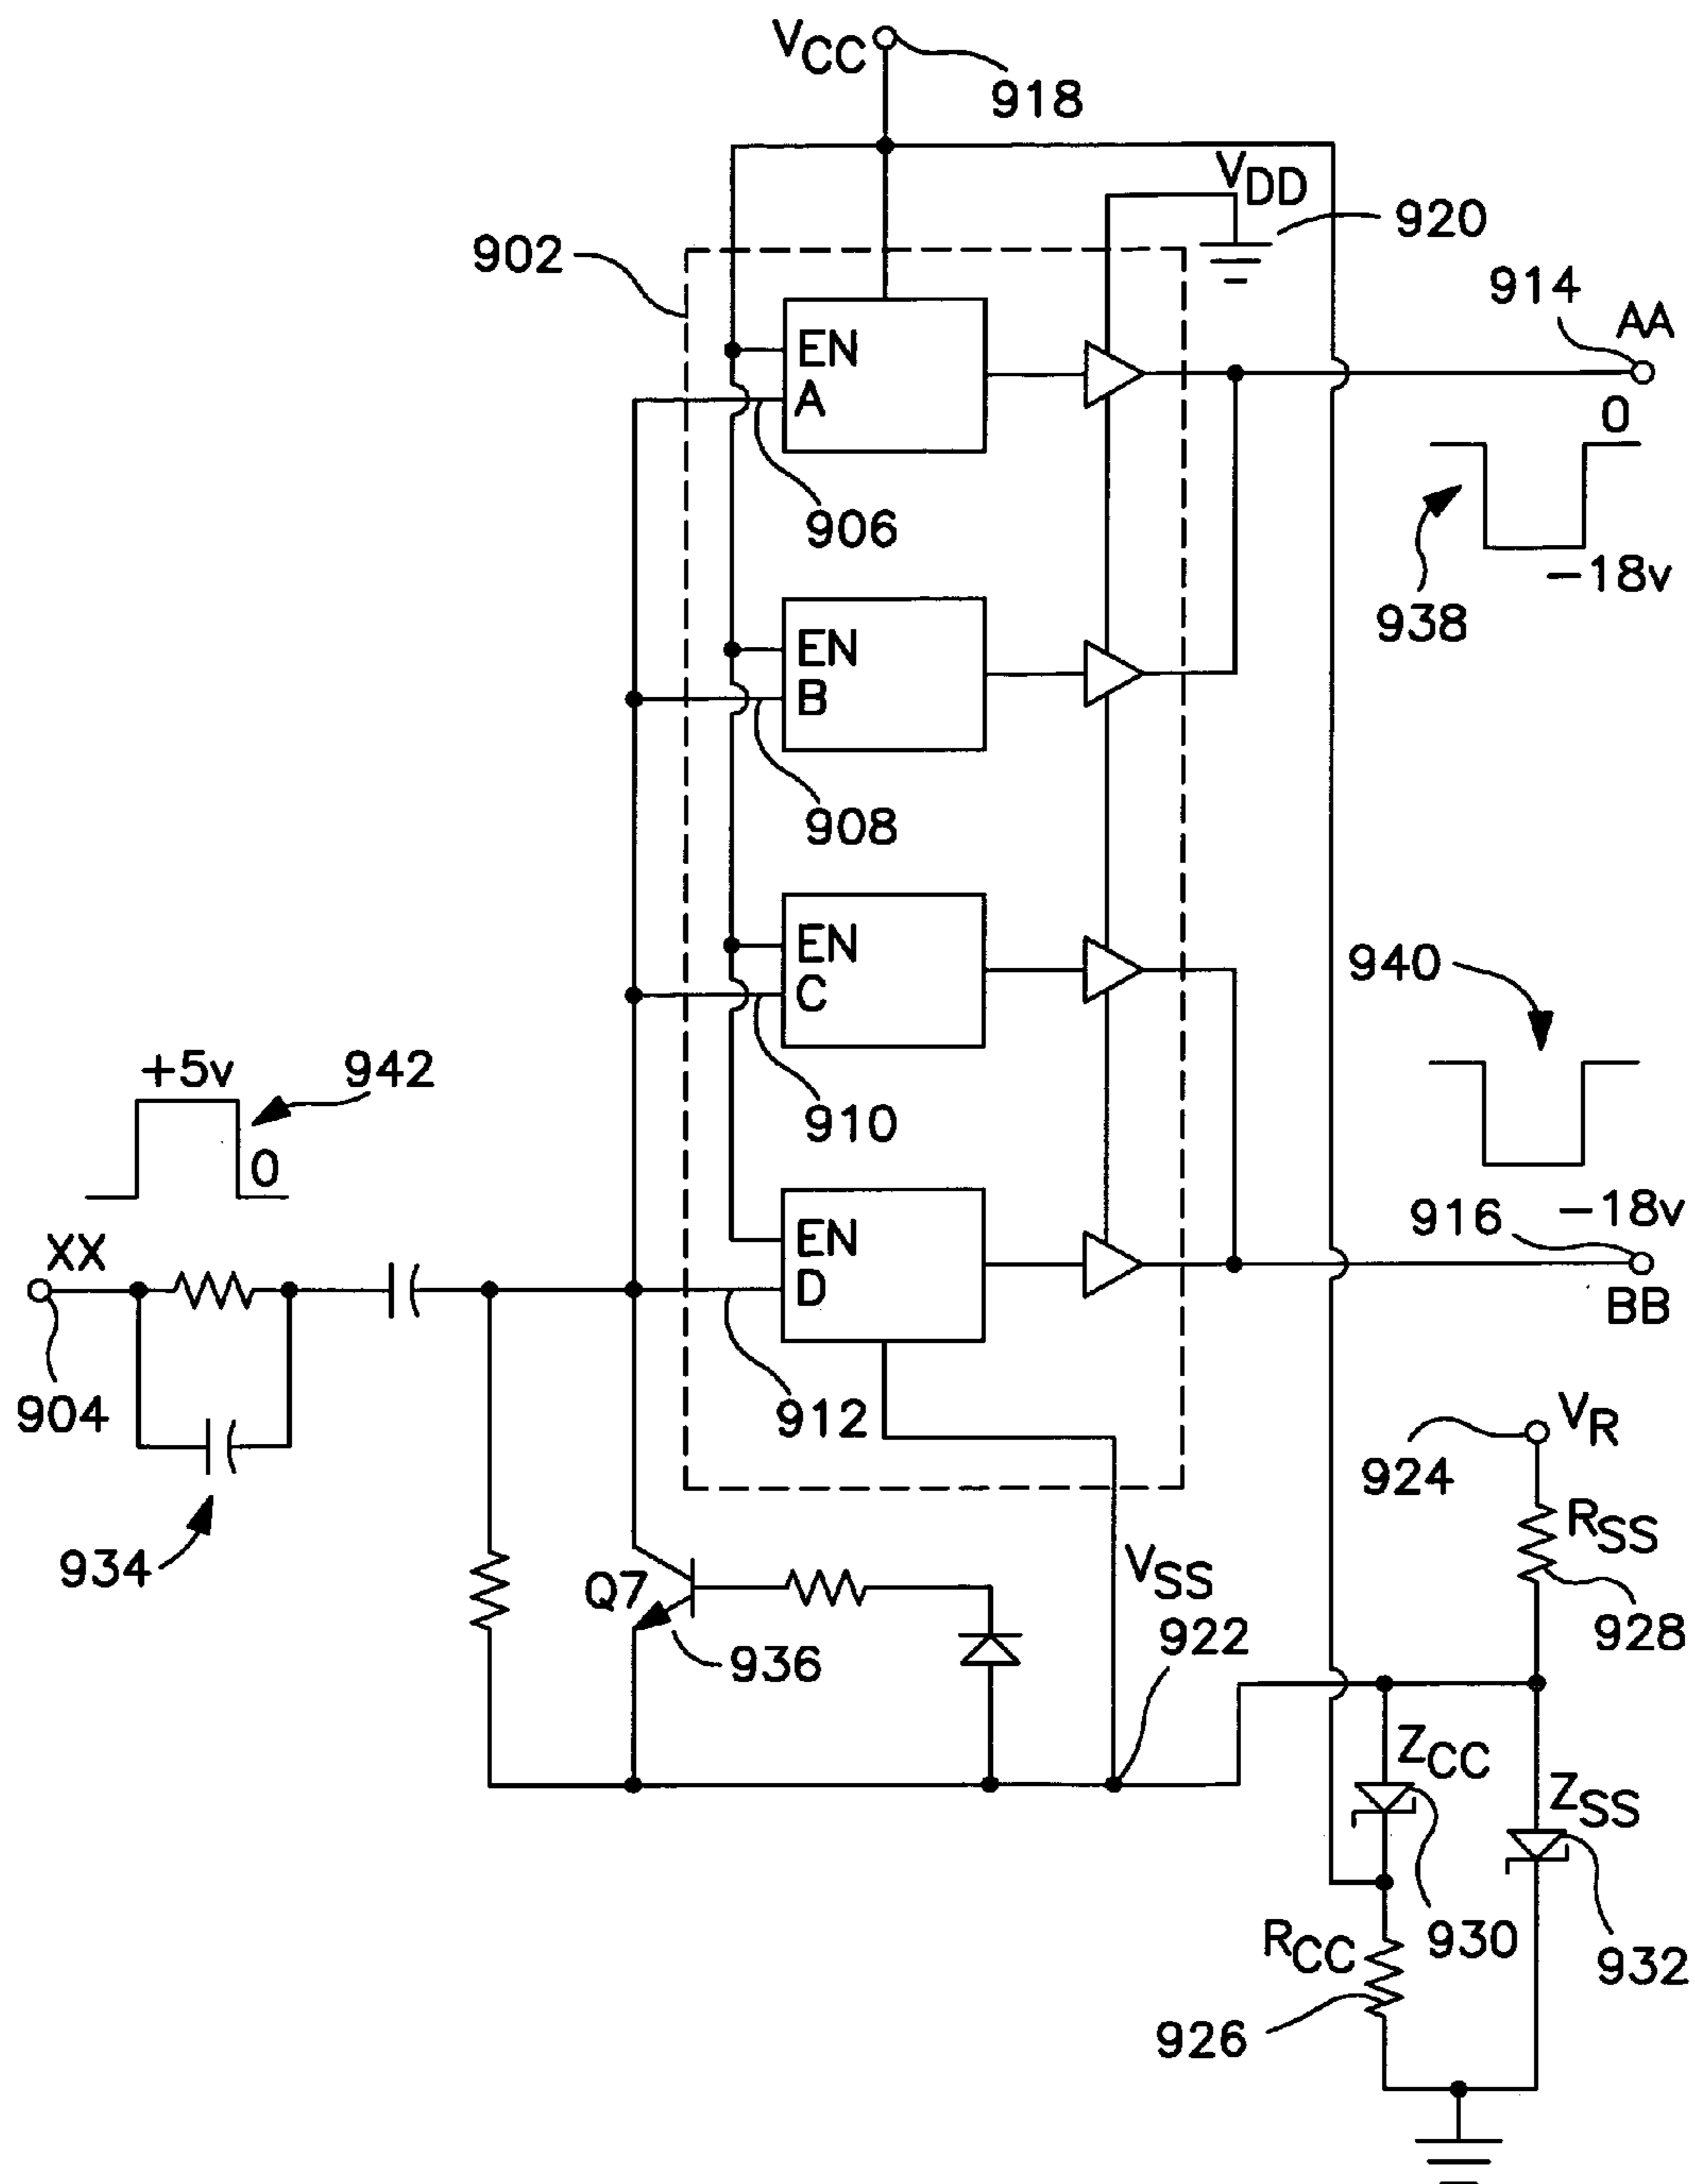 VCC
918
VDD
920
902
914
AA
EN
A
0
906
-18v
938
EN
B
908
EN
C
940
910
+5v
942
0
EN
D
916
-18v
BB
XX
904
912
924
VR
934
RSS
928
Q7
936
VSS
922
ZCC
ZSS
930
932
RCC
926